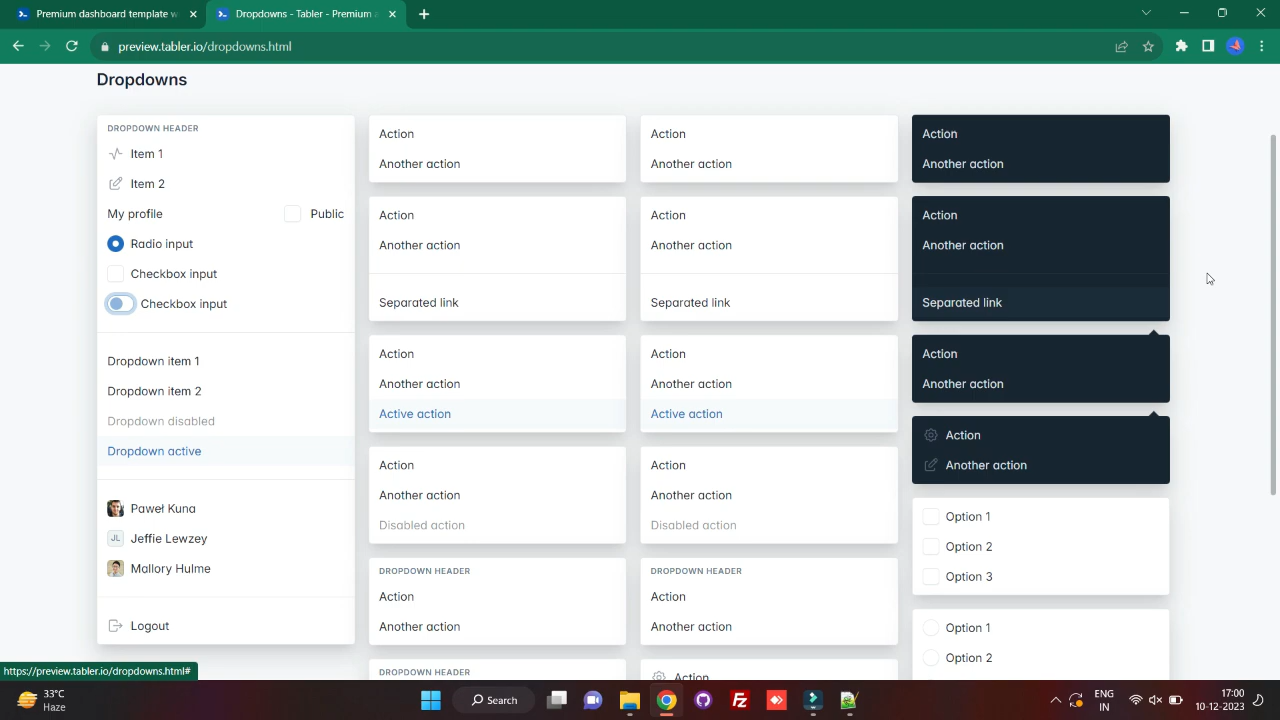 Premium dashboard template w
Dropdowns - Tabler - Premium
preview.tabler.io/dropdowns.html
Dropdowns
DROPDOWN HEADER
Item 1
Item 2
My profile
Public
Radio input
Checkbox input
Checkbox input
Dropdown item 1
Dropdown item 2
Dropdown disabled
Dropdown active
Paweł Kuna
JL
Jeffie Lewzey
Mallory Hulme
Logout
Action
Another action
Action
Another action
Separated link
Action
Another action
Active action
Action
Another action
Disabled action
DROPDOWN HEADER
Action
Another action
DROPDOWN HEADER
Action
Another action
Action
Another action
Separated link
Action
Another action
Active action
Action
Another action
Disabled action
DROPDOWN HEADER
Action
Another action
Action
Action
Another action
Action
Another action
Separated link
Action
Another action
Action
Another action
Option 1
Option 2
Option 3
Option 1
Option 2
https://preview.tabler.io/dropdowns.html#
33°C
Haze
Search
ENG
IN
17:00
10-12-2023